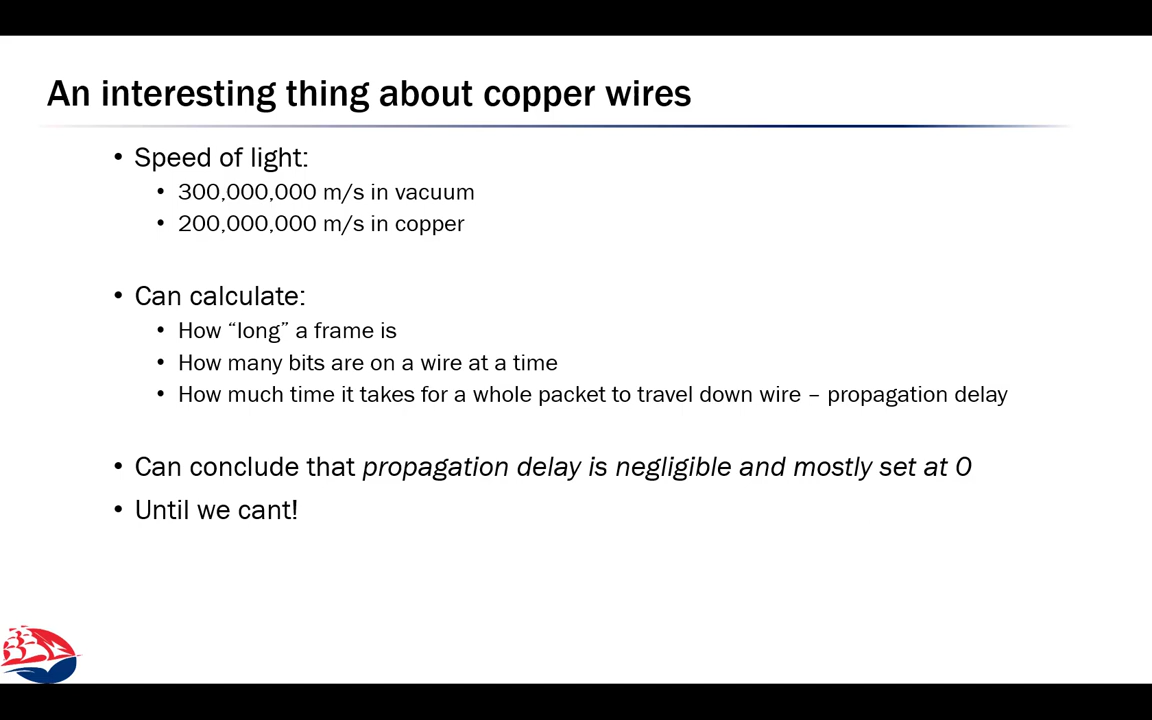 An interesting thing about copper wires
• Speed of light:
• 300,000,000 m/s in vacuum
• 200,000,000 m/s in copper
• Can calculate:
• How “long” a frame is
• How many bits are on a wire at a time
• How much time it takes for a whole packet to travel down wire – propagation delay
• Can conclude that propagation delay is negligible and mostly set at 0
• Until we cant!